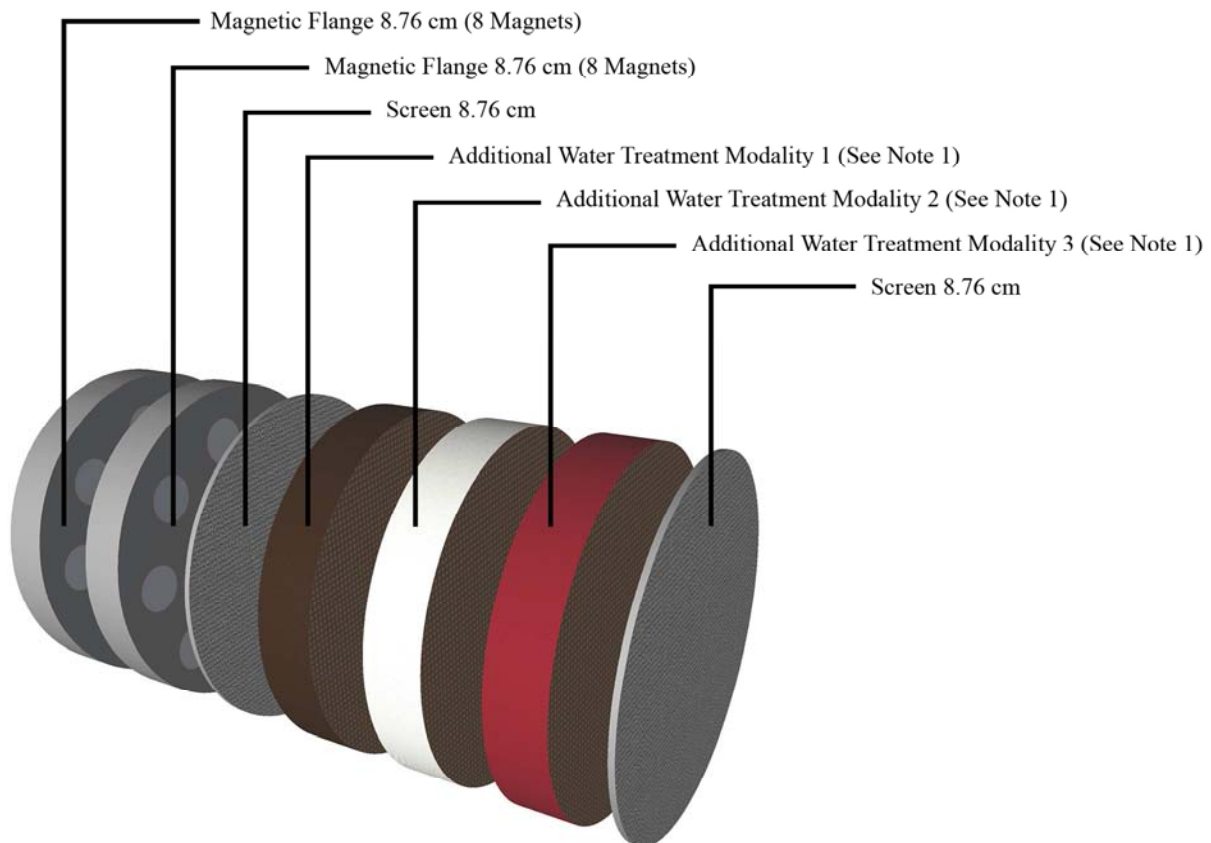 Magnetic Flange 8.76 cm (8 Magnets)
Magnetic Flange 8.76 cm (8 Magnets)
Screen 8.76 cm
Additional Water Treatment Modality 1 (See Note 1)
Additional Water Treatment Modality 2 (See Note 1)
Additional Water Treatment Modality 3 (See Note 1)
Screen 8.76 cm